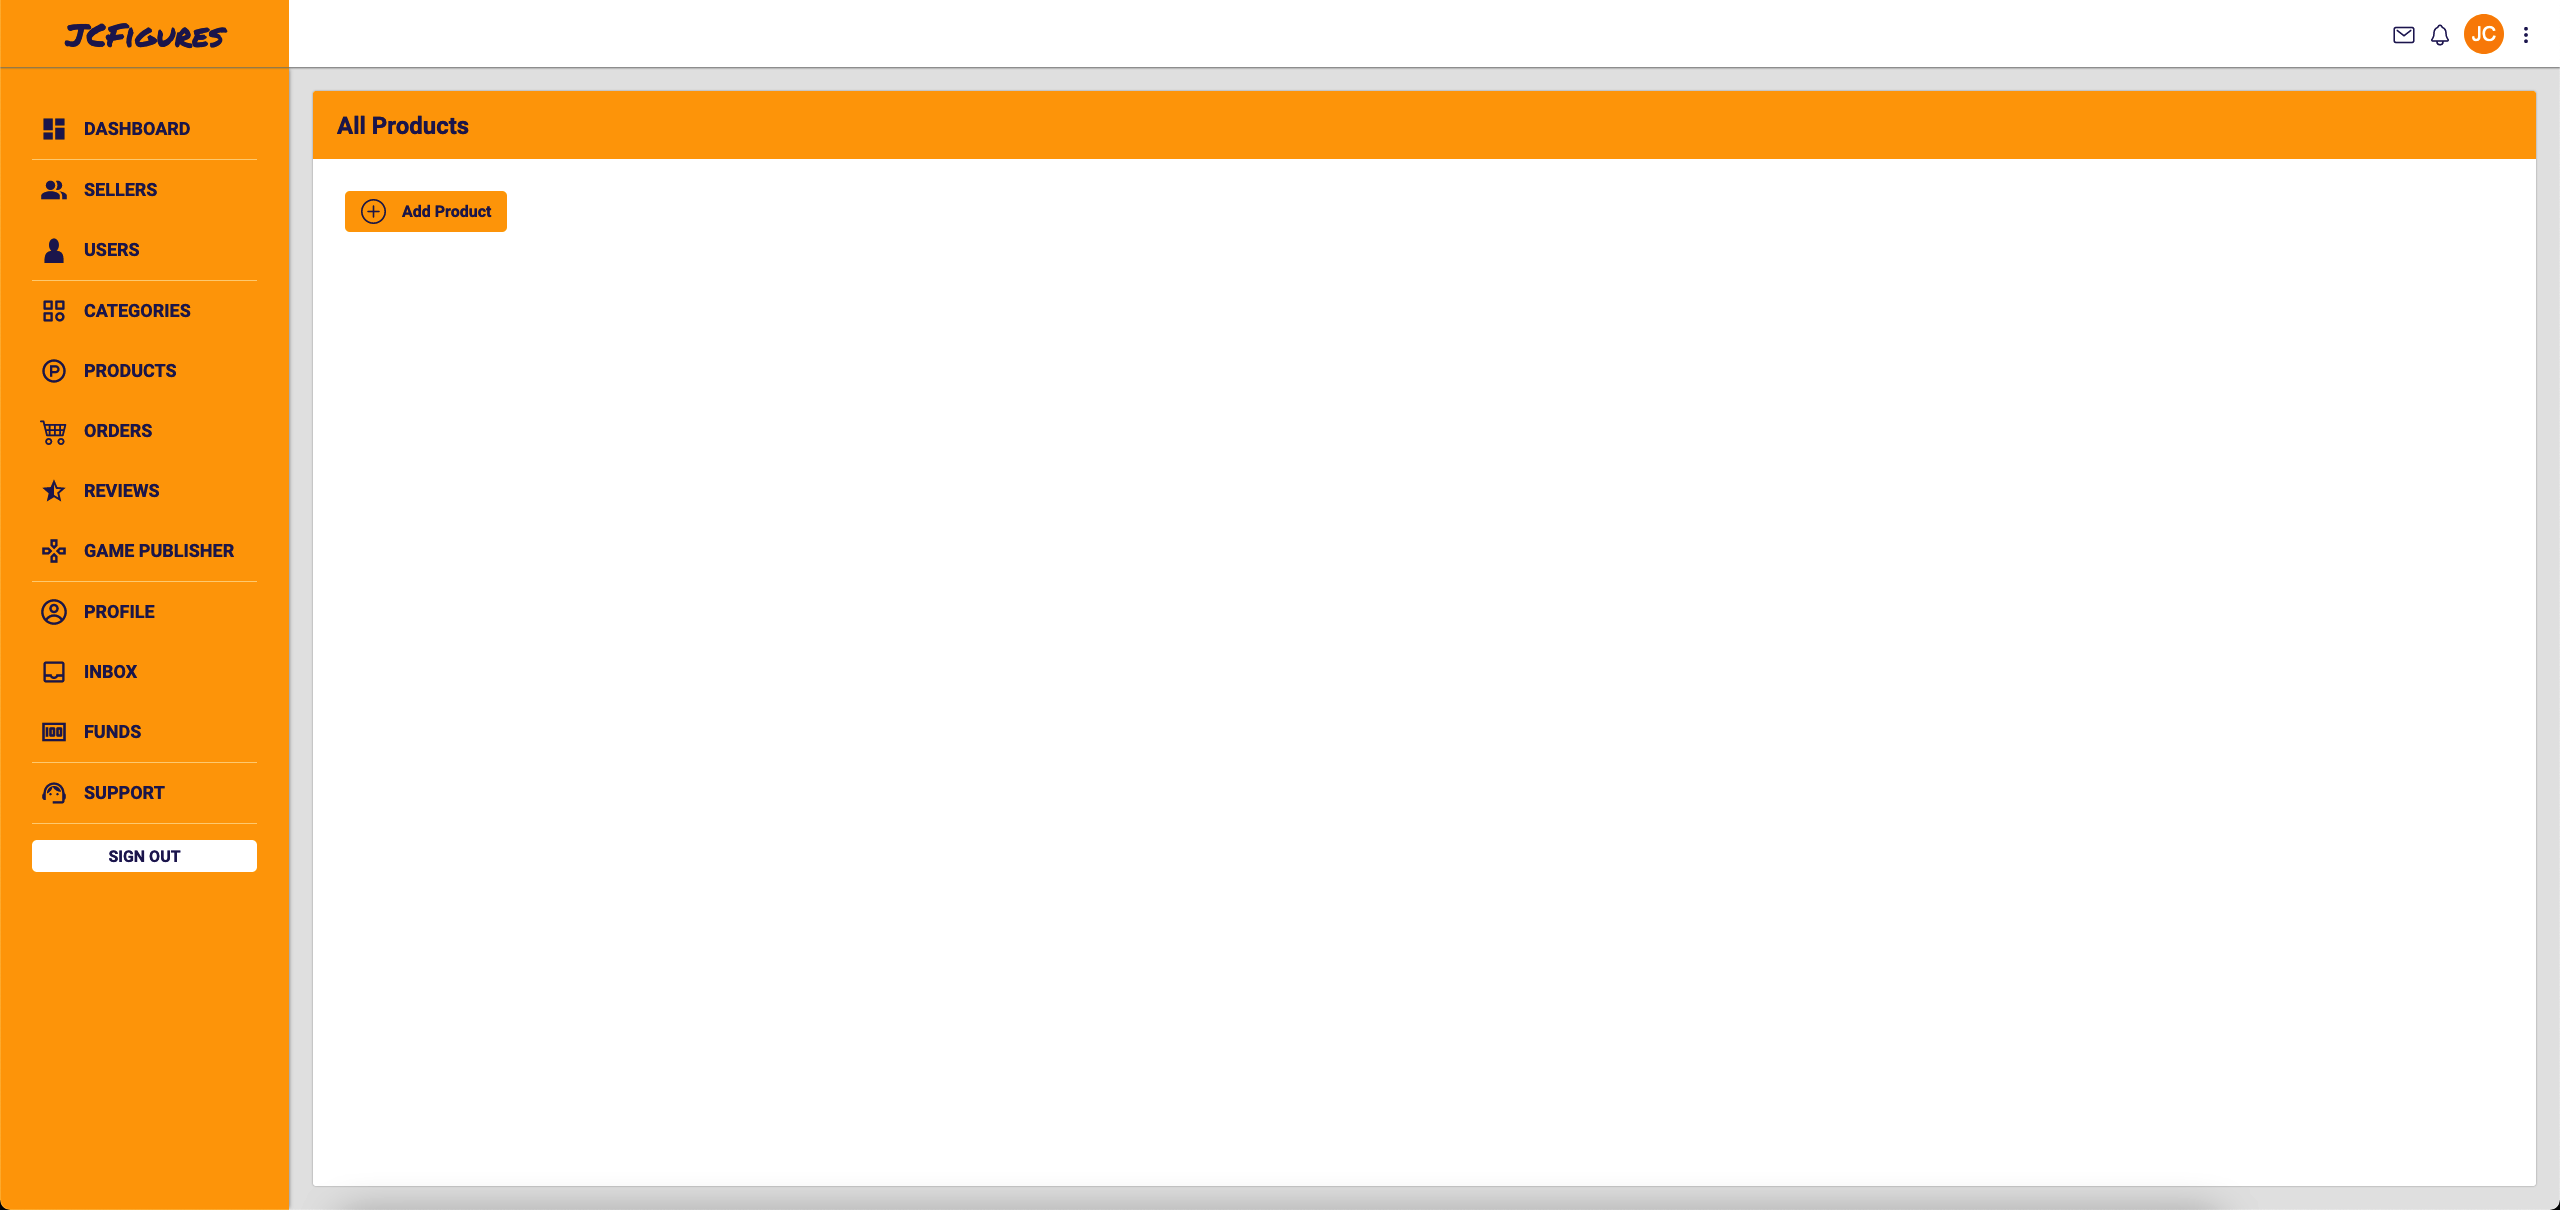 JCFigures
JC
DASHBOARD
SELLERS
USERS
CATEGORIES
PRODUCTS
ORDERS
REVIEWS
GAME PUBLISHER
PROFILE
INBOX
FUNDS
SUPPORT
SIGN OUT
All Products
Add Product